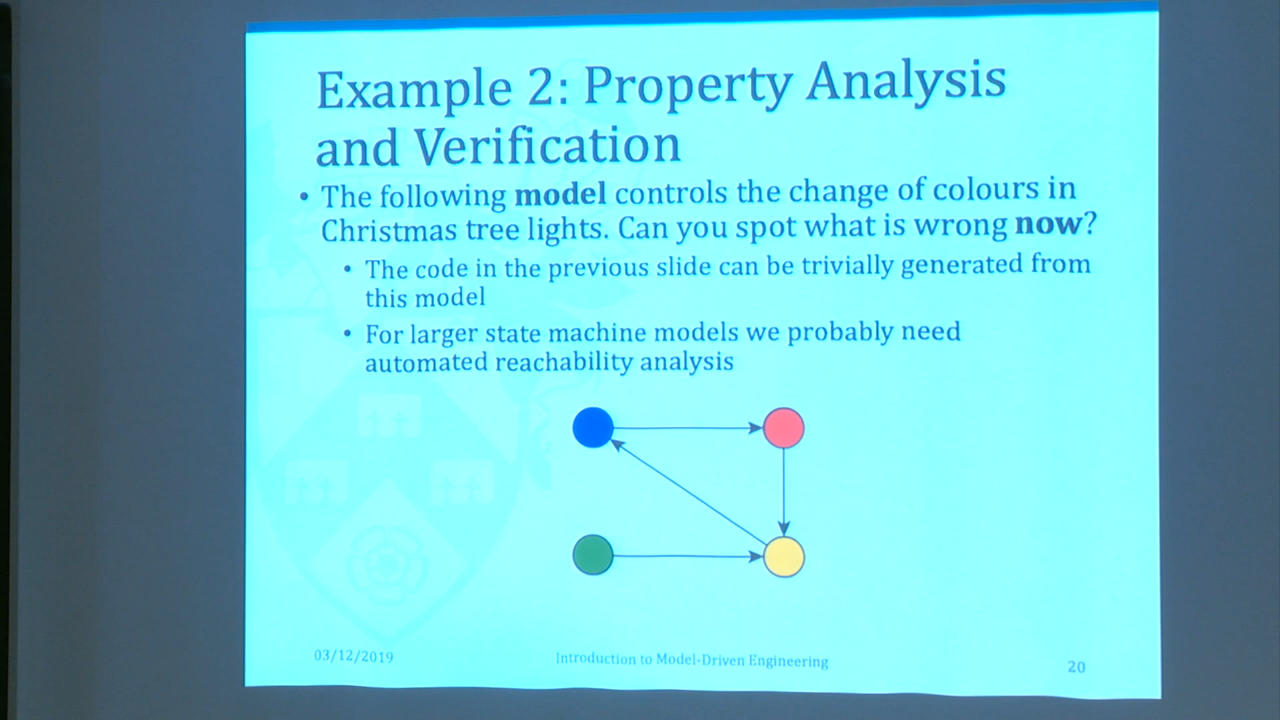 Example 2: Property Analysis
and Verification
• The following model controls the change of colours in
Christmas tree lights. Can you spot what is wrong now?
• The code in the previous slide can be trivially generated from
this model
• For larger state machine models we probably need
automated reachability analysis
03/12/2019
Introduction to Model-Driven Engineering
20